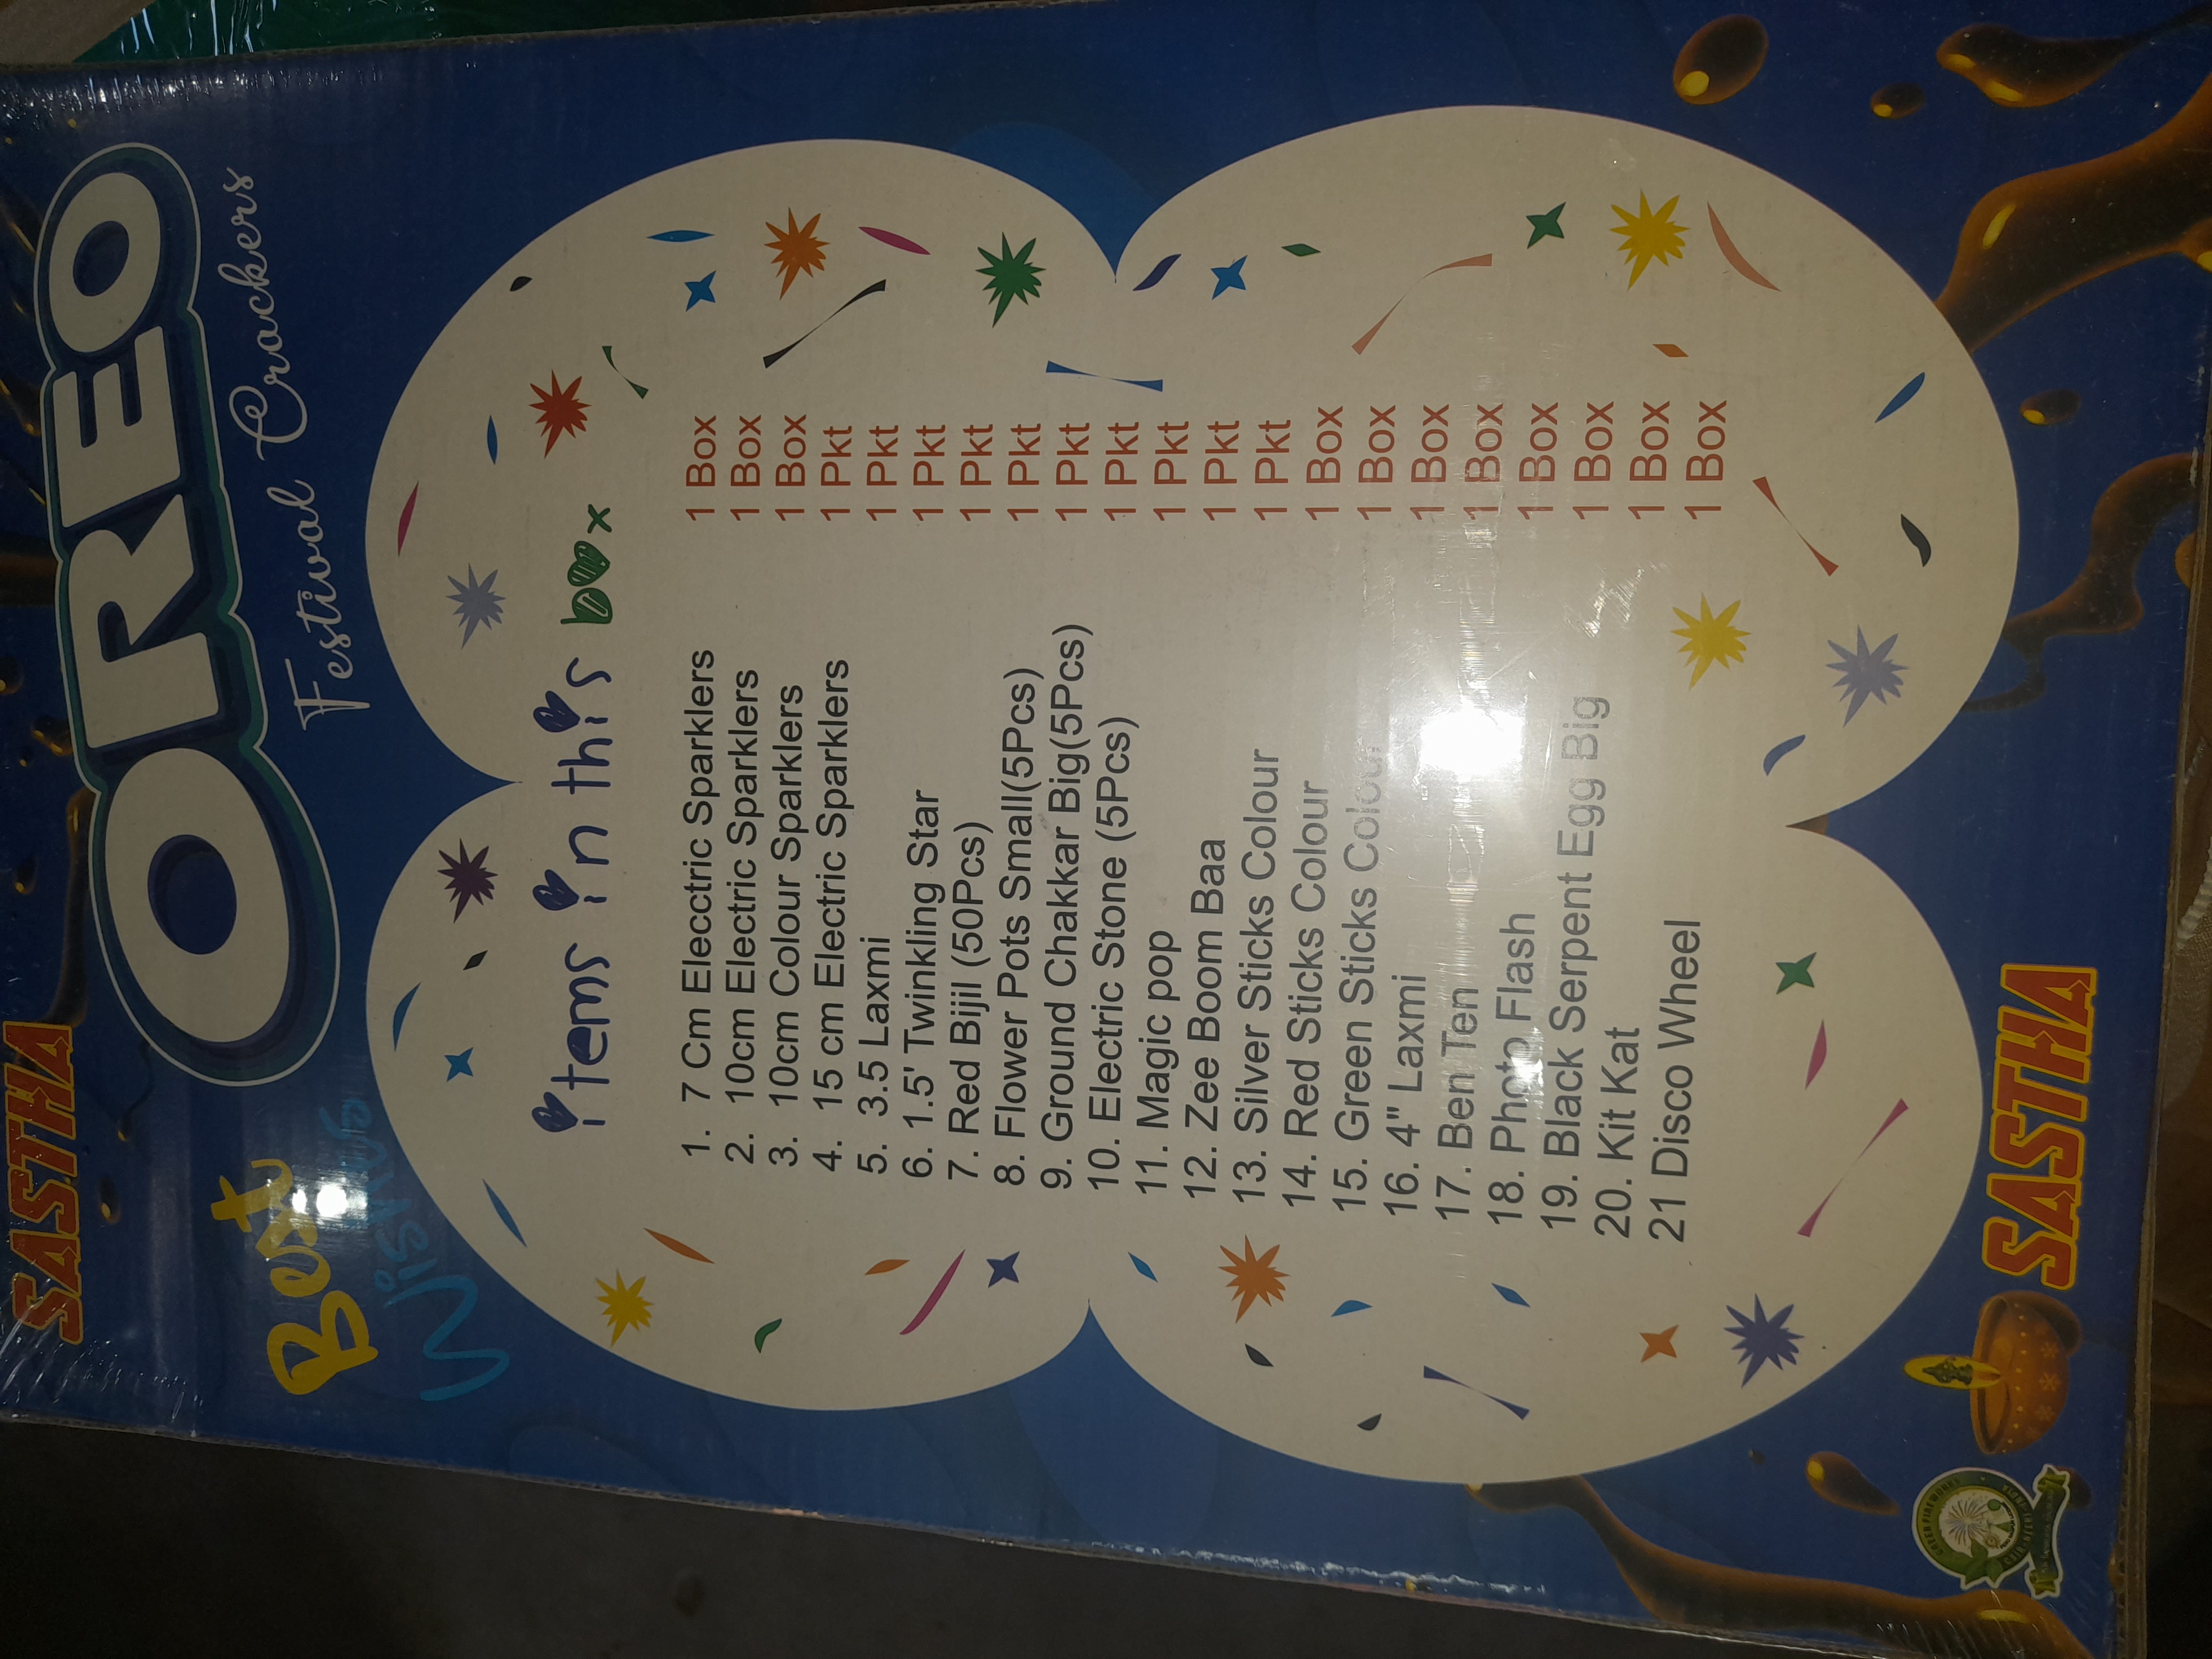 SASTHA
OREO
Festival Crackers
Best
Wishing
items in this box
1. 7 Cm Elecctric Sparklers 1 Box
2. 10cm Electric Sparklers 1 Box
3. 10cm Colour Sparklers 1 Box
4. 15 cm Electric Sparklers 1 Pkt
5. 3.5 Laxmi 1 Pkt
6. 1.5' Twinkling Star 1 Pkt
7. Red Bijil (50Pcs) 1 Pkt
8. Flower Pots Small(5Pcs) 1 Pkt
9. Ground Chakkar Big(5Pcs) 1 Pkt
10. Electric Stone (5Pcs) 1 Pkt
11. Magic pop 1 Pkt
12. Zee Boom Baa 1 Pkt
13. Silver Sticks Colour 1 Pkt
14. Red Sticks Colour 1 Box
15. Green Sticks Colour 1 Box
16. 4" Laxmi 1 Box
17. Ben Ten 1 Box
18. Photo Flash 1 Box
19. Black Serpent Egg Big 1 Box
20. Kit Kat 1 Box
21 Disco Wheel 1 Box
SASTHA
GREEN FIREWORKS